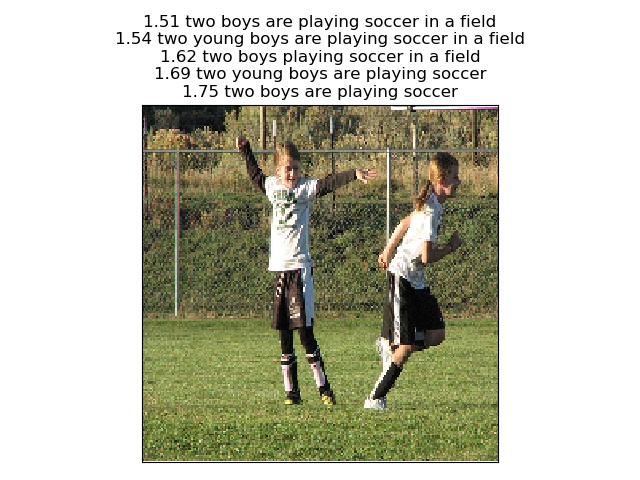 1.51 two boys are playing soccer in a field
1.54 two young boys are playing soccer in a field
1.62 two boys playing soccer in a field
1.69 two young boys are playing soccer
1.75 two boys are playing soccer